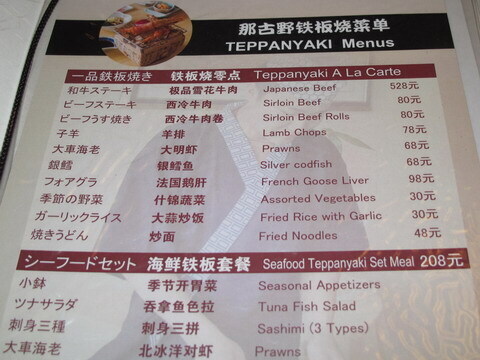 那古野铁板烧菜单
TEPPANYAKI Menus
一品鉄板焼き 铁板烧零点 Teppanyaki A La Carte
和牛ステーキ 极品雪花牛肉 Japanese Beef 528元
ビーフステーキ 西冷牛肉 Sirloin Beef 80元
ビーフうす焼き 西冷牛肉卷 Sirloin Beef Rolls 80元
子羊 羊排 Lamb Chops 78元
大車海老 大明虾 Prawns 68元
銀鱈 银鳕鱼 Silver codfish 68元
フォアグラ 法国鹅肝 French Goose Liver 98元
季節の野菜 什锦蔬菜 Assorted Vegetables 30元
ガーリックライス 大蒜炒饭 Fried Rice with Garlic 30元
焼きうどん 炒面 Fried Noodles 48元
シーフードセット 海鲜铁板套餐 Seafood Teppanyaki Set Meal 208元
小鉢 季节开胃菜 Seasonal Appetizers
ツナサラダ 吞拿鱼色拉 Tuna Fish Salad
刺身三種 刺身三拼 Sashimi (3 Types)
大車海老 北冰洋对虾 Prawns